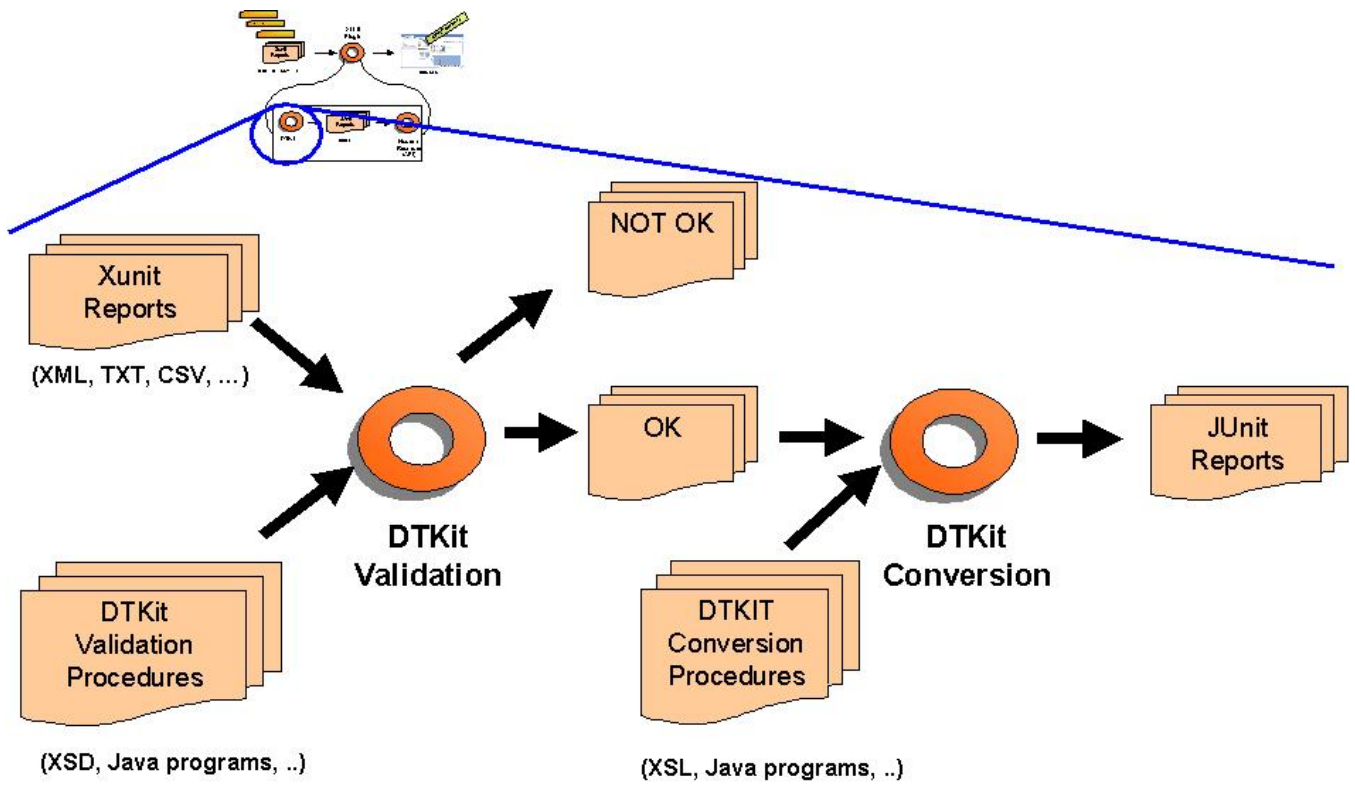 NOT OK
Xunit
Reports
(XML, TXT, CSV, ...)
OK
JUnit
Reports
DTKit
Validation
DTKit
Conversion
DTKit
Validation
Procedures
DTKIT
Conversion
Procedures
(XSD, Java programs, ..)
(XSL, Java programs, ..)